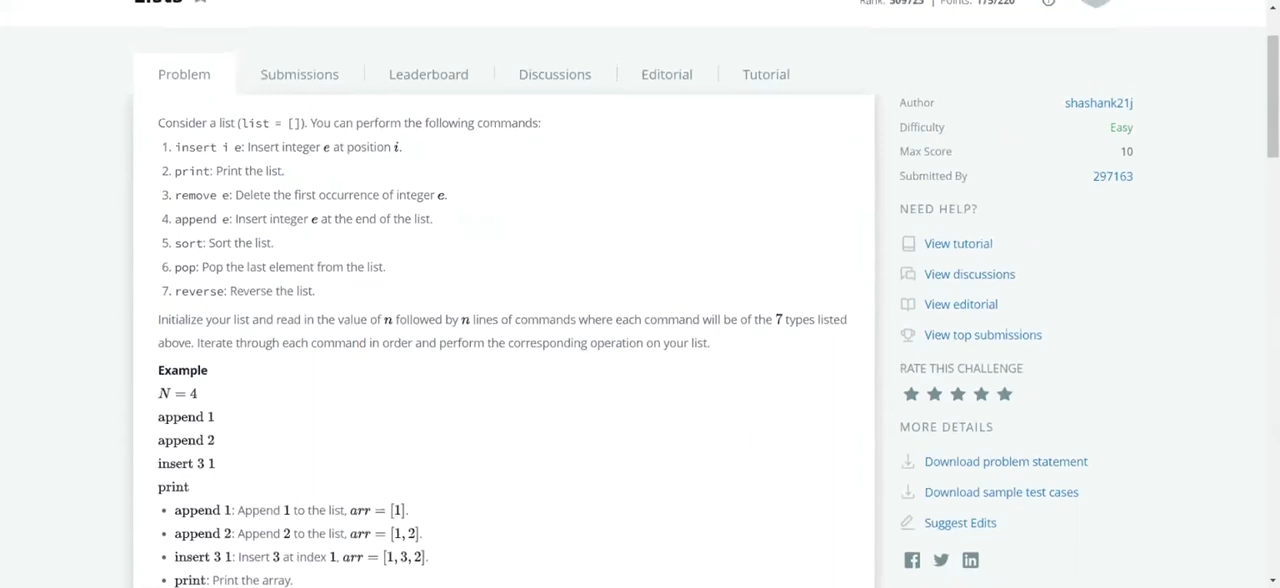 Lists
Rank: 309723 | Points: 175/220
Problem
Submissions
Leaderboard
Discussions
Editorial
Tutorial
Consider a list (list = []). You can perform the following commands:
1. insert i e: Insert integer e at position i.
2. print: Print the list.
3. remove e: Delete the first occurrence of integer e.
4. append e: Insert integer e at the end of the list.
5. sort: Sort the list.
6. pop: Pop the last element from the list.
7. reverse: Reverse the list.
Initialize your list and read in the value of n followed by n lines of commands where each command will be of the 7 types listed
above. Iterate through each command in order and perform the corresponding operation on your list.
Example
N = 4
append 1
append 2
insert 3 1
print
• append 1: Append 1 to the list, arr = [1].
• append 2: Append 2 to the list, arr = [1, 2].
• insert 3 1: Insert 3 at index 1, arr = [1, 3, 2].
• print: Print the array.
Author shashank21j
Difficulty Easy
Max Score 10
Submitted By 297163
NEED HELP?
View tutorial
View discussions
View editorial
View top submissions
RATE THIS CHALLENGE
MORE DETAILS
Download problem statement
Download sample test cases
Suggest Edits